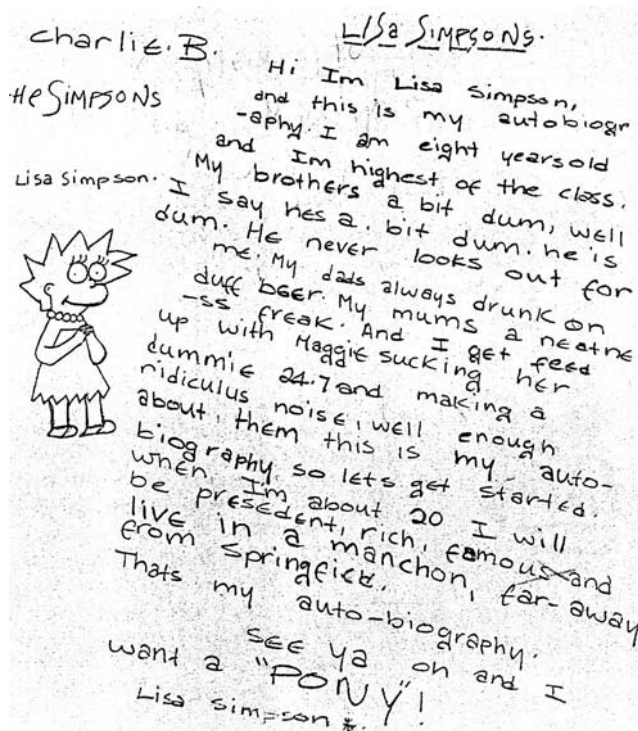 charlie. B.
HE SIMPSONS
Lisa Simpson.
LISA SIMPSONS.
Hi Im Lisa Simpson,
and this is my autobiogr
-aphy. I am eight yearsold
and Im highest of the class.
My brothers a bit dum, well
I say hes a bit dum. he is
dum. He never looks out for
me. My dads always drunk on
duff beer. My mums a neatne
-ss freak. And I get feed
up with Maggie sucking her
dummie 24.7 and making a
ridiculus noise, well enough
about, them this is my auto-
biography so lets get started.
when, I'm about 20 I will
be presedent, rich, famous and
live in a manchon, far-away
from Springfield.
Thats my auto-biography.
see ya oh and I
want a "PONY"!
Lisa simpson *.